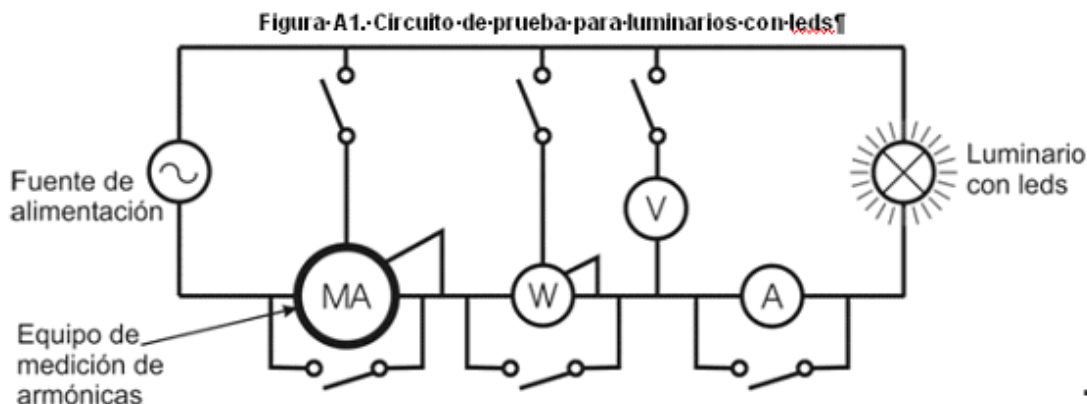 Figura·A1.·Circuito·de·prueba·para·luminarios·con·leds¶
Fuente de
alimentación
MA
W
V
A
Luminario
con leds
Equipo de
medición de
armónicas